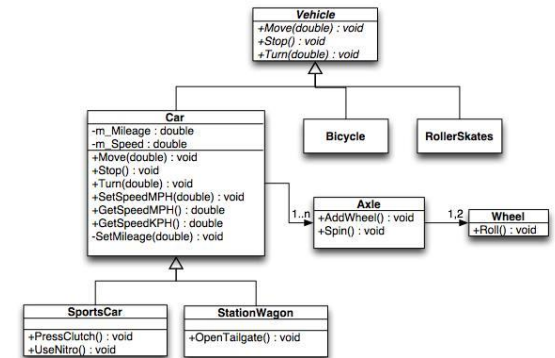 Vehicle
+Move(double) : void
+Stop() : void
+Turn(double) : void
Car
-m_Mileage : double
-m_Speed : double
+Move(double) : void
+Stop() : void
+Turn(double) : void
+SetSpeedMPH(double) : void
+GetSpeedMPH() : double
+GetSpeedKPH() : double
-SetMileage(double) : void
Bicycle
RollerSkates
1..n
Axle
+AddWheel() : void
+Spin() : void
1,2
Wheel
+Roll() : void
SportsCar
+PressClutch() : void
+UseNitro() : void
StationWagon
+OpenTailgate() : void